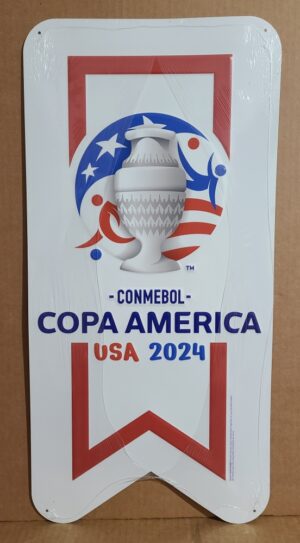 TM
- CONMEBOL -
COPA AMERICA
USA 2024